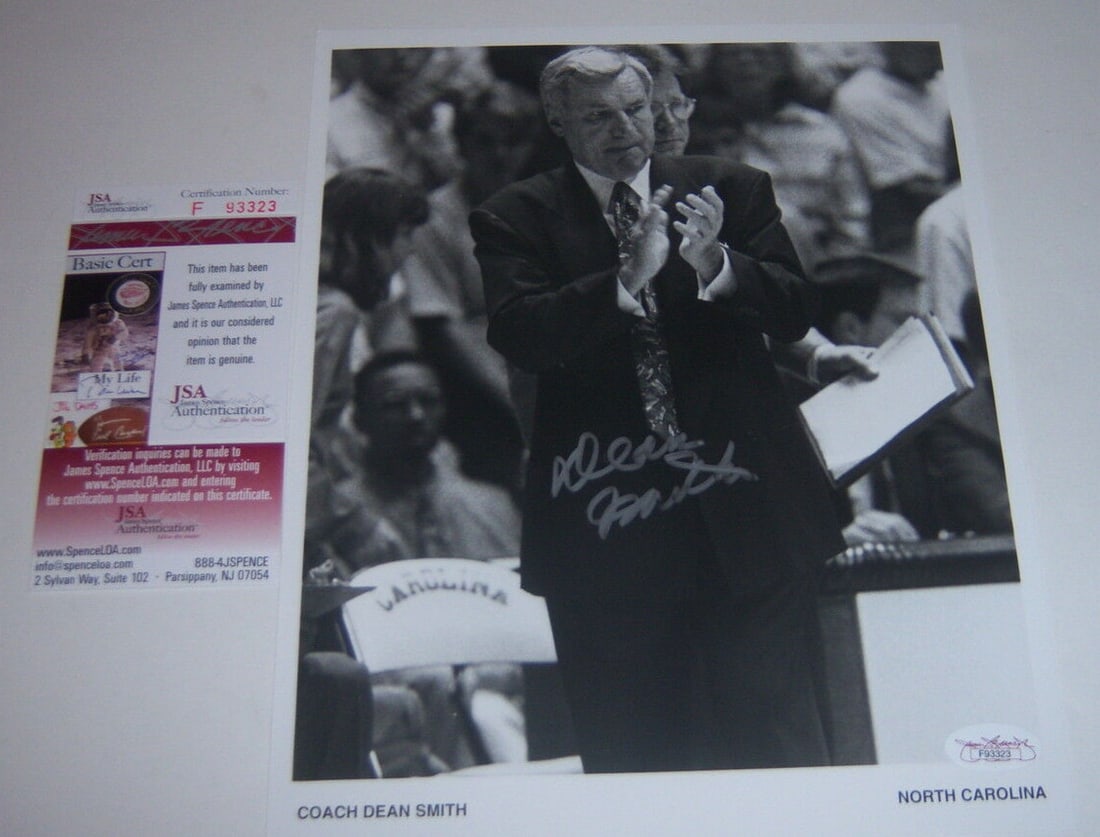 JSA
Authentication
Certification Number:
F 93323
Basic Cert
This item has been
fully examined by
James Spence Authentication, LLC
and it is our considered
opinion that the
item is genuine.
My Life
JSA
James Spence
Authentication
follow the leader
Verification inquiries can be made to
James Spence Authentication, LLC by visiting
www.SpenceLOA.com and entering
the certification number indicated on this certificate.
JSA
Authentication
www.SpenceLOA.com
info@spenceloa.com
888-4JSPENCE
2 Sylvan Way, Suite 102 · Parsippany, NJ 07054
Dean
Smith
CAROLINA
F93323
COACH DEAN SMITH
NORTH CAROLINA